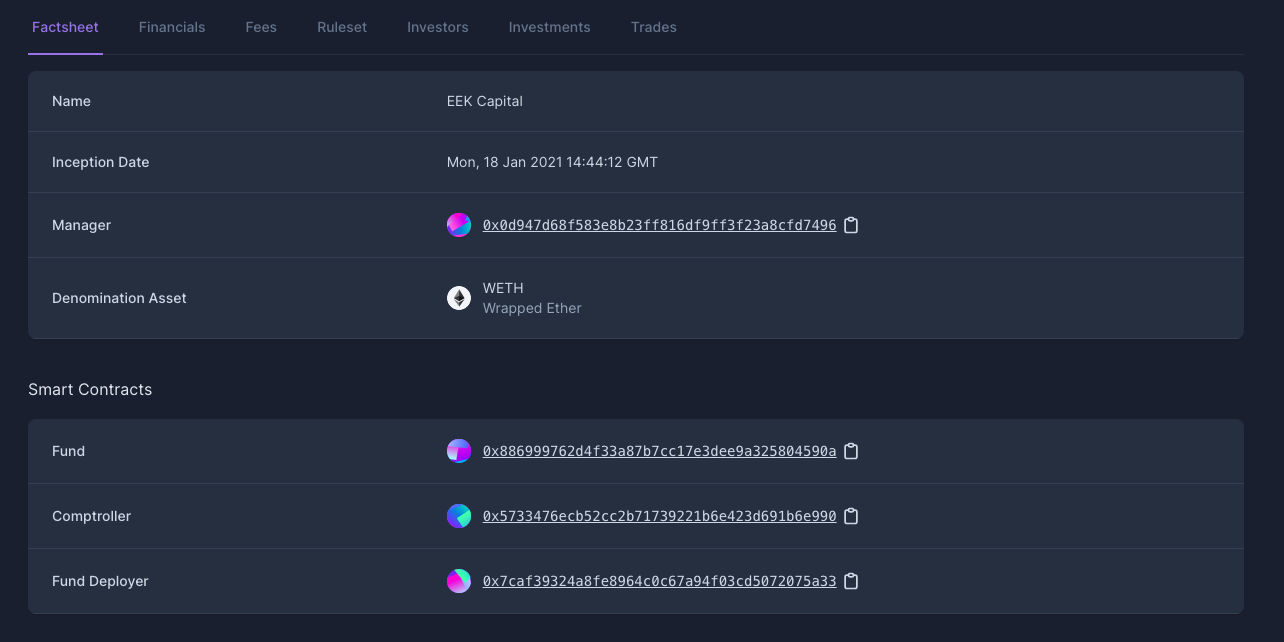 Factsheet Financials Fees Ruleset Investors Investments Trades
Name EEK Capital
Inception Date Mon, 18 Jan 2021 14:44:12 GMT
Manager 0x0d947d68f583e8b23ff816df9ff3f23a8cfd7496
Denomination Asset WETH
Wrapped Ether
Smart Contracts
Fund 0x886999762d4f33a87b7cc17e3dee9a325804590a
Comptroller 0x5733476ecb52cc2b71739221b6e423d691b6e990
Fund Deployer 0x7caf39324a8fe8964c0c67a94f03cd5072075a33